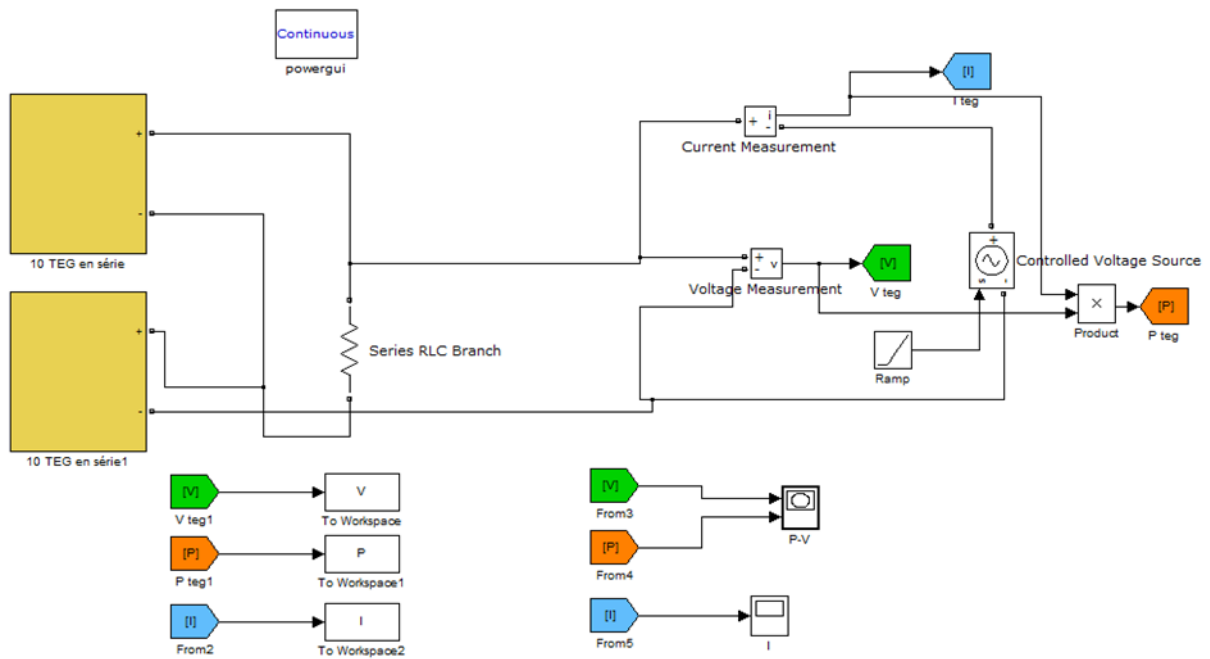 Continuous
powergui
[I]
I teg
+
-
10 TEG en série
+ i
-
Current Measurement
+
-
v
Voltage Measurement
[V]
V teg
+
s -
Controlled Voltage Source
×
Product
[P]
P teg
Ramp
Series RLC Branch
+
-
10 TEG en série1
[V]
V teg1
V
To Workspace
[P]
P teg1
P
To Workspace1
[I]
From2
I
To Workspace2
[V]
From3
[P]
From4
P-V
[I]
From5
I